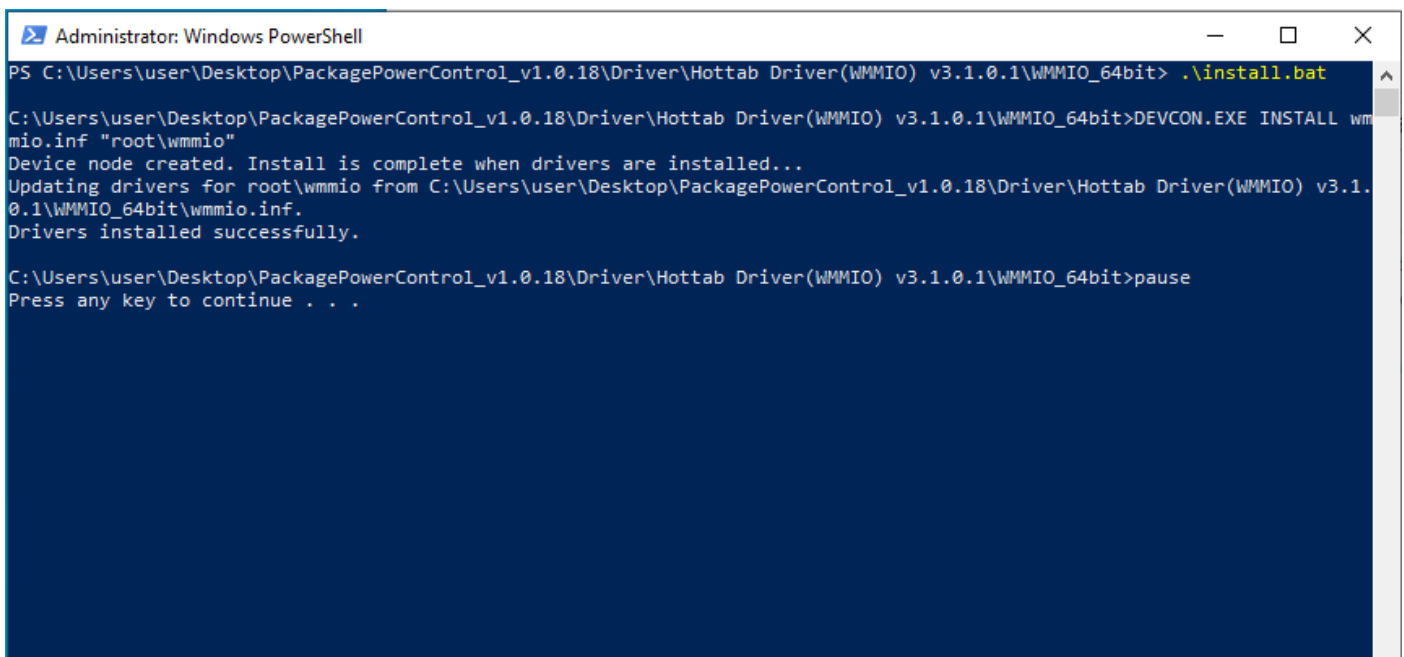 Administrator: Windows PowerShell
PS C:\Users\user\Desktop\PackagePowerControl_v1.0.18\Driver\Hottab Driver(WMMIO) v3.1.0.1\WMMIO_64bit> .\install.bat
C:\Users\user\Desktop\PackagePowerControl_v1.0.18\Driver\Hottab Driver(WMMIO) v3.1.0.1\WMMIO_64bit>DEVCON.EXE INSTALL wm
mio.inf "root\wmmio"
Device node created. Install is complete when drivers are installed...
Updating drivers for root\wmmio from C:\Users\user\Desktop\PackagePowerControl_v1.0.18\Driver\Hottab Driver(WMMIO) v3.1.
0.1\WMMIO_64bit\wmmio.inf.
Drivers installed successfully.
C:\Users\user\Desktop\PackagePowerControl_v1.0.18\Driver\Hottab Driver(WMMIO) v3.1.0.1\WMMIO_64bit>pause
Press any key to continue . . .